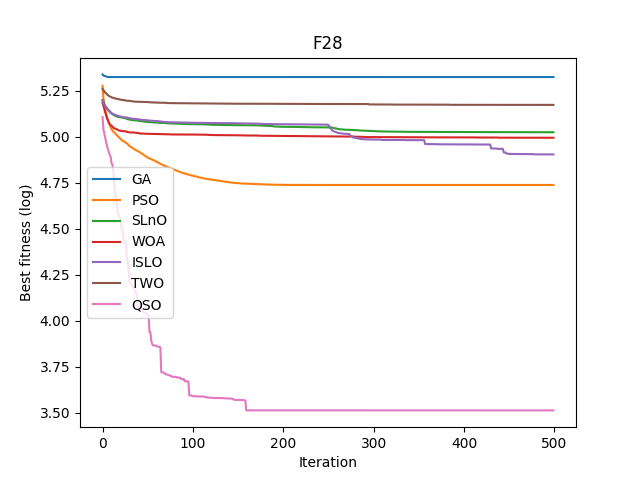 F28
Best fitness (log)
5.25
5.00
4.75
4.50
4.25
4.00
3.75
3.50
GA
PSO
SLnO
WOA
ISLO
TWO
QSO
0 100 200 300 400 500
Iteration